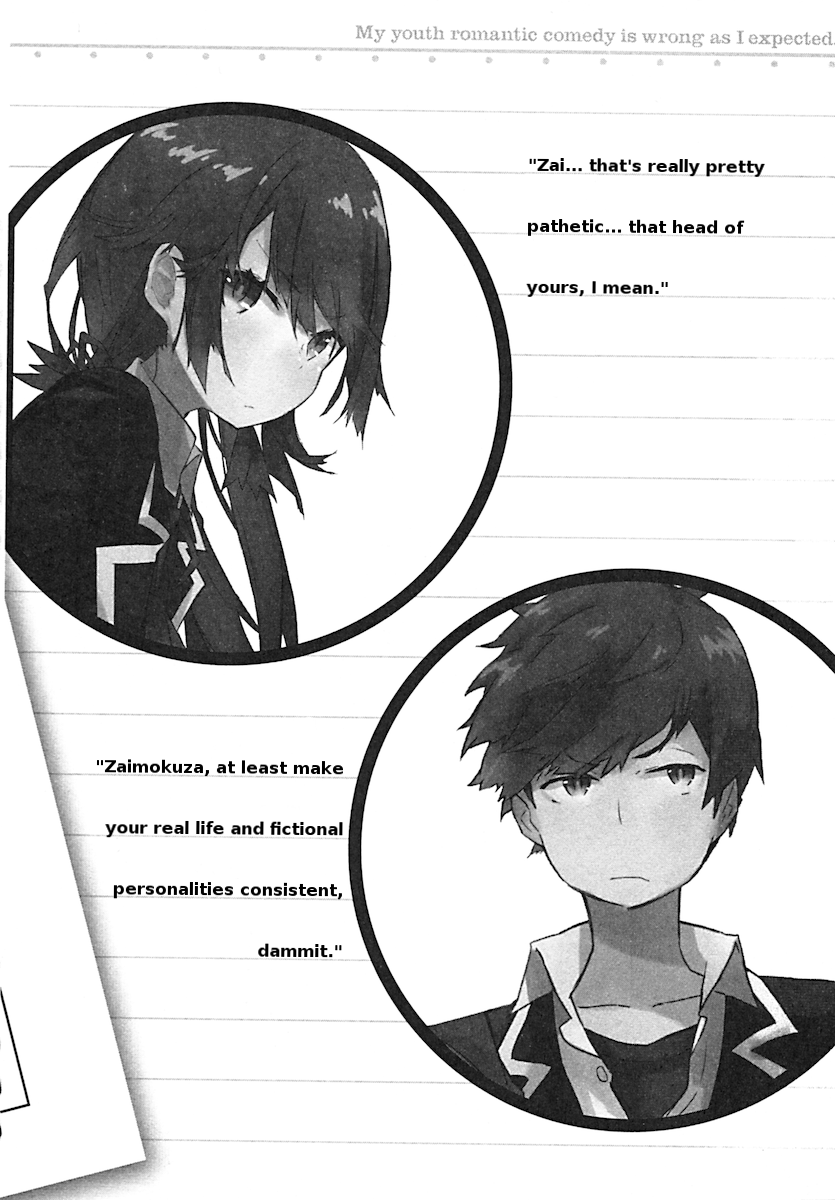 My youth romantic comedy is wrong as I expected.
"Zai... that's really pretty
pathetic... that head of
yours, I mean."
"Zaimokuza, at least make
your real life and fictional
personalities consistent,
dammit."